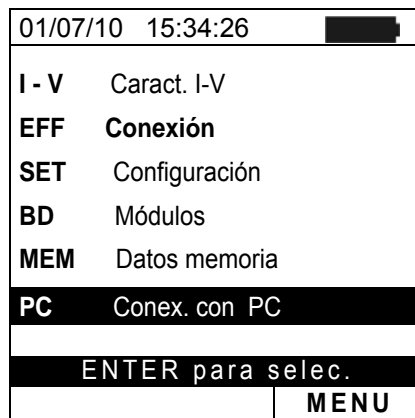 01/07/10 15:34:26
I - V Caract. I-V
EFF Conexión
SET Configuración
BD Módulos
MEM Datos memoria
PC Conex. con PC
ENTER para selec.
MENU